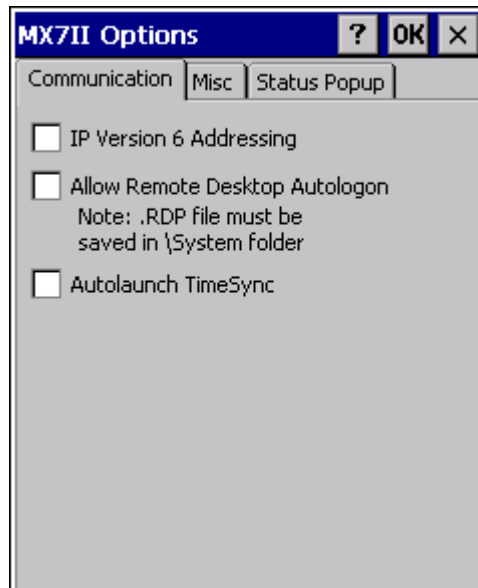 MX7II Options ? OK ×
Communication Misc Status Popup
IP Version 6 Addressing
Allow Remote Desktop Autologon
Note: .RDP file must be
saved in \System folder
Autolaunch TimeSync